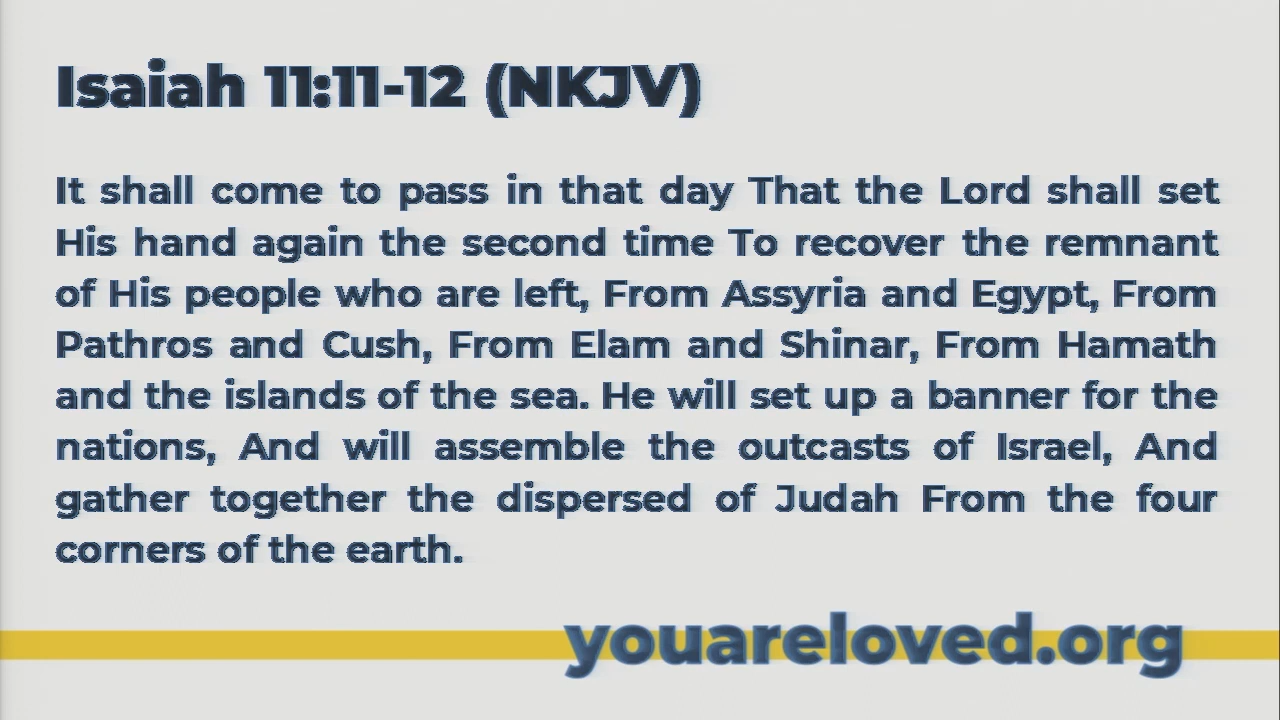 Isaiah 11:11-12 (NKJV)
It shall come to pass in that day That the Lord shall set
His hand again the second time To recover the remnant
of His people who are left, From Assyria and Egypt, From
Pathros and Cush, From Elam and Shinar, From Hamath
and the islands of the sea. He will set up a banner for the
nations, And will assemble the outcasts of Israel, And
gather together the dispersed of Judah From the four
corners of the earth.
youareloved.org